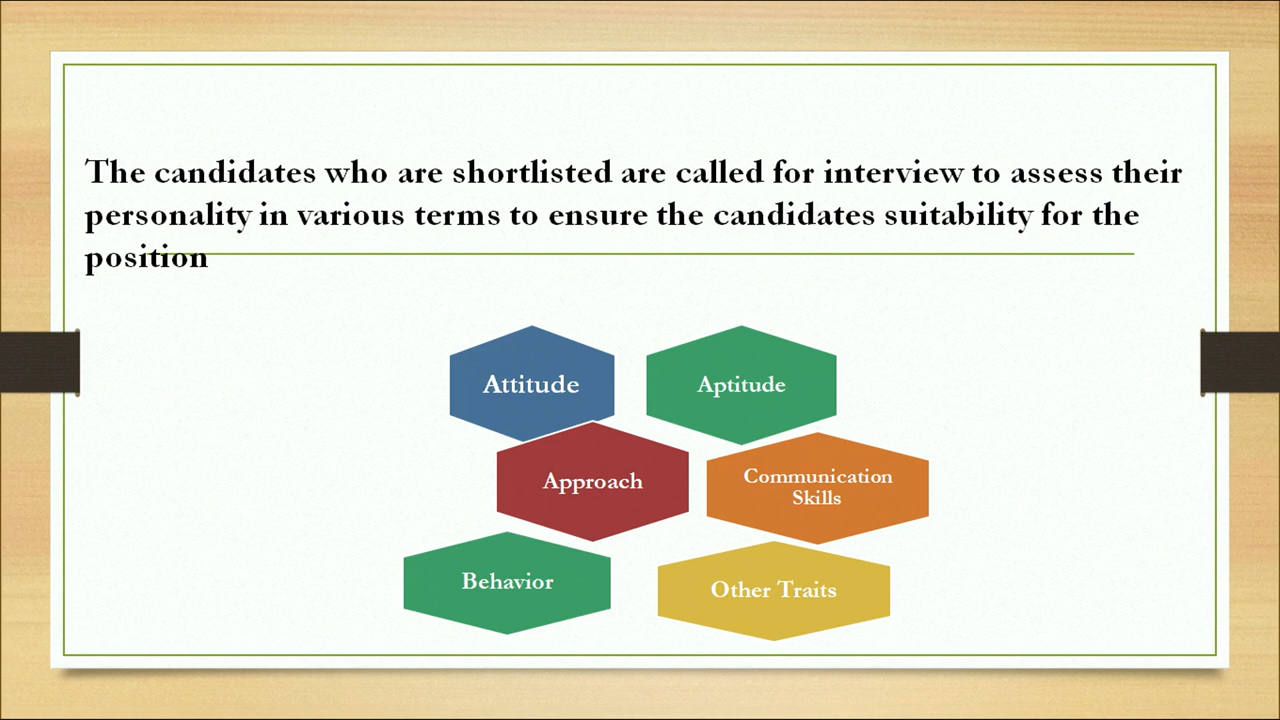 The candidates who are shortlisted are called for interview to assess their
personality in various terms to ensure the candidates suitability for the
position
Attitude
Aptitude
Approach
Communication
Skills
Behavior
Other Traits